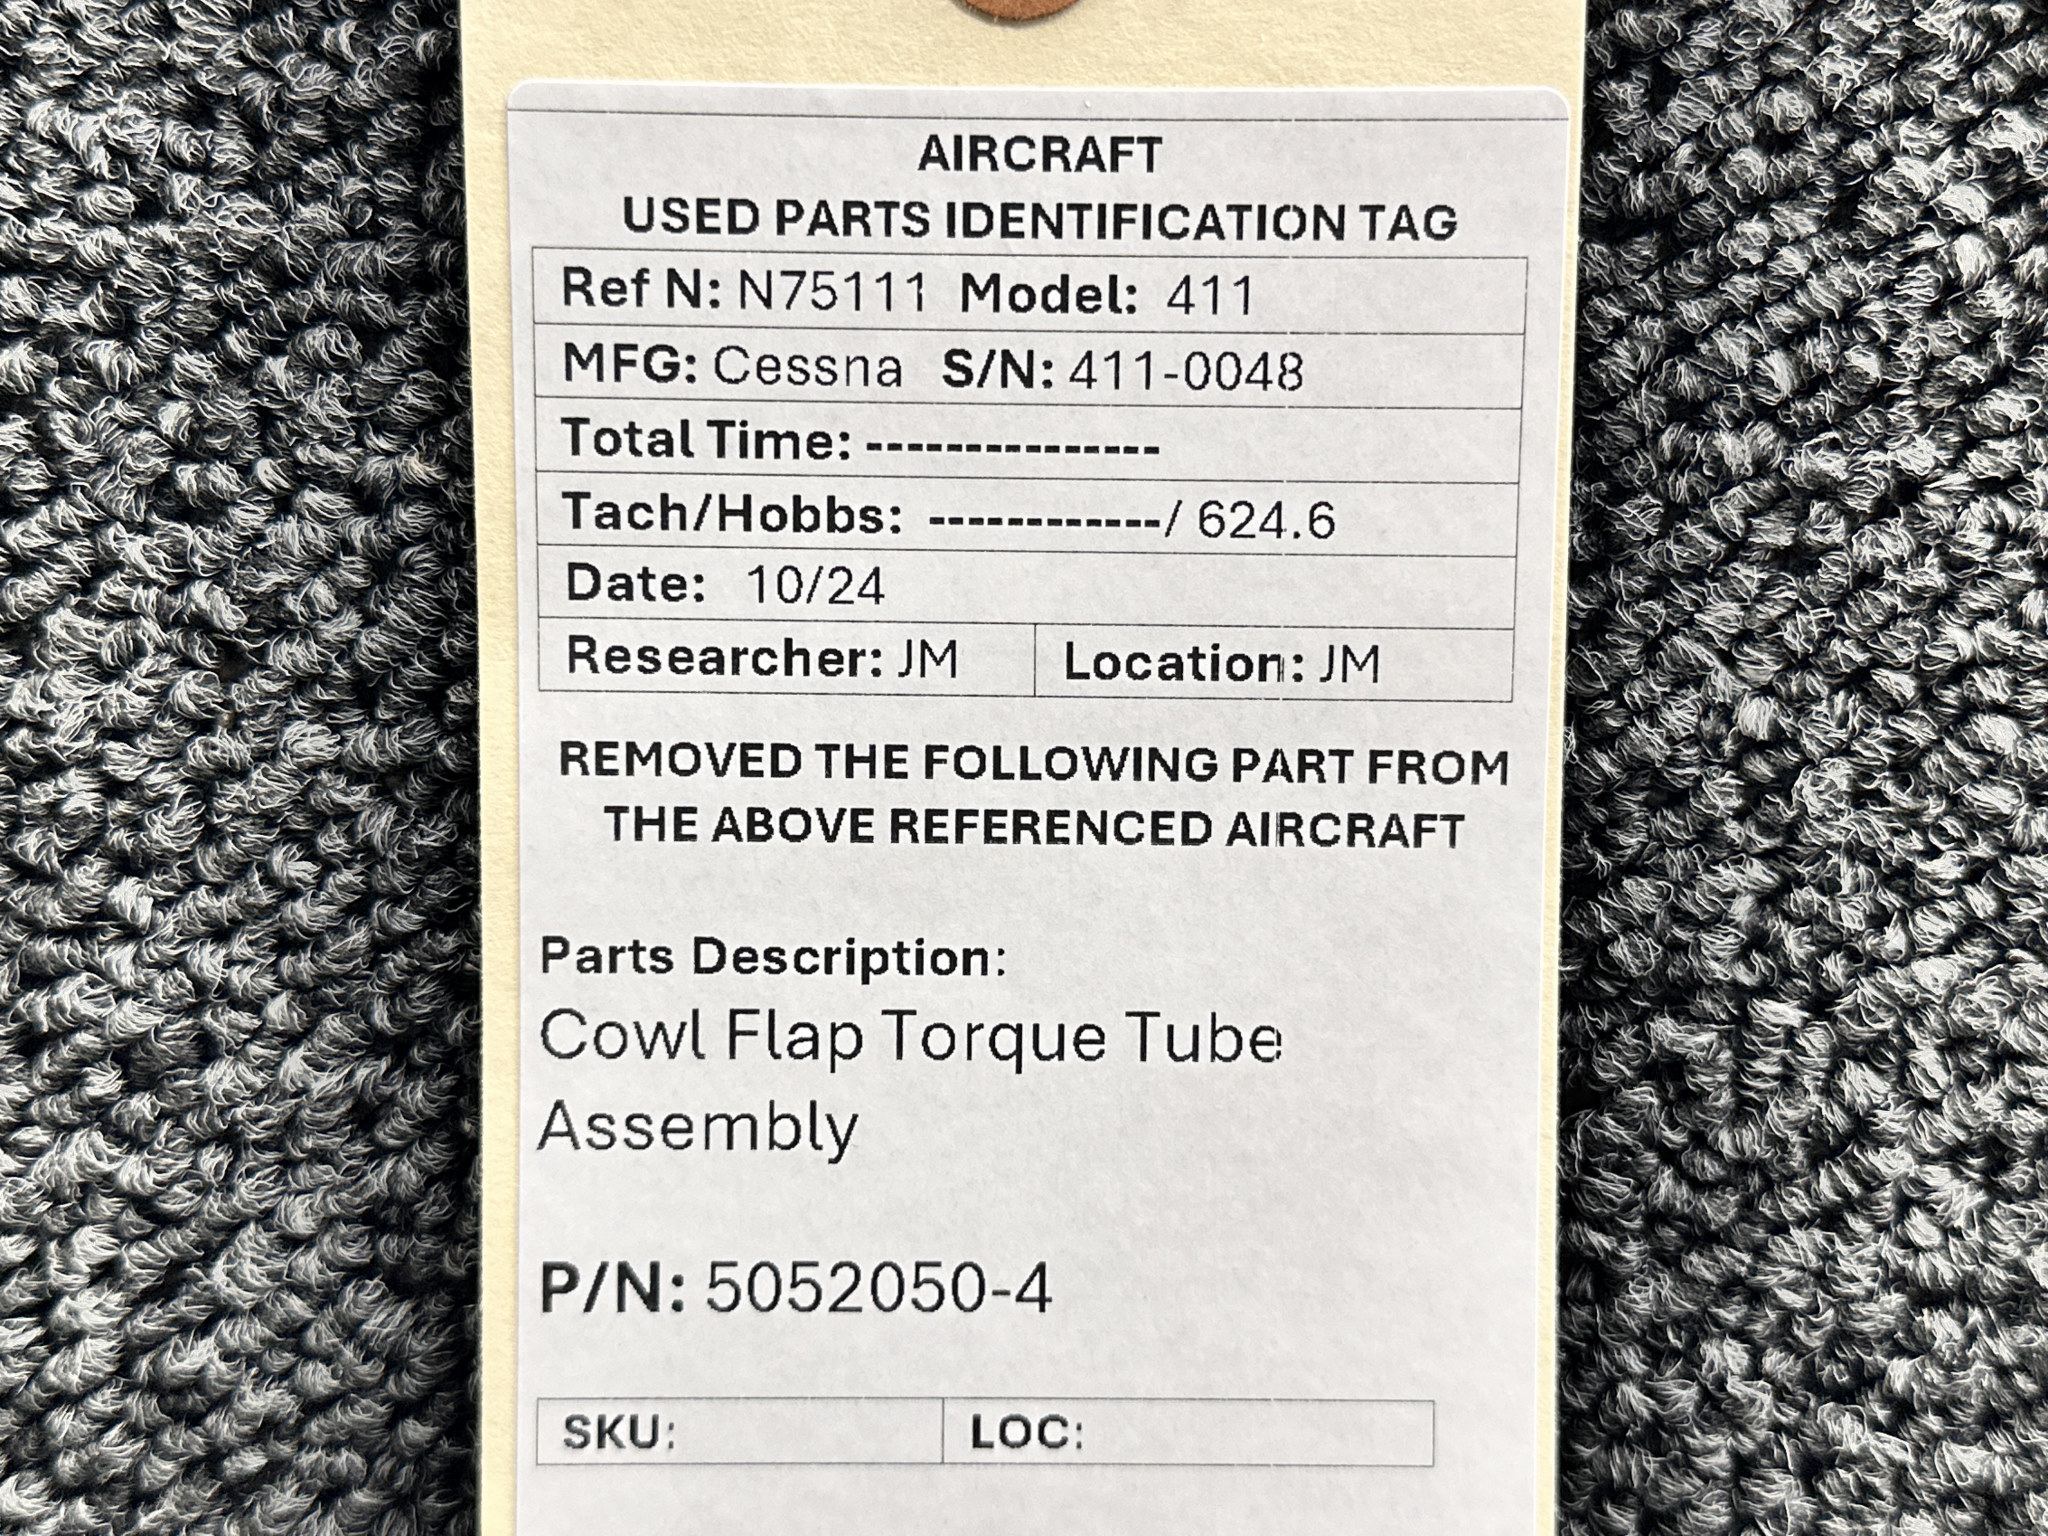 AIRCRAFT
USED PARTS IDENTIFICATION TAG
Ref N: N75111 Model: 411
MFG: Cessna S/N: 411-0048
Total Time: ---------------
Tach/Hobbs: ------------/ 624.6
Date: 10/24
Researcher: JM Location: JM
REMOVED THE FOLLOWING PART FROM
THE ABOVE REFERENCED AIRCRAFT
Parts Description:
Cowl Flap Torque Tube
Assembly
P/N: 5052050-4
SKU: LOC: